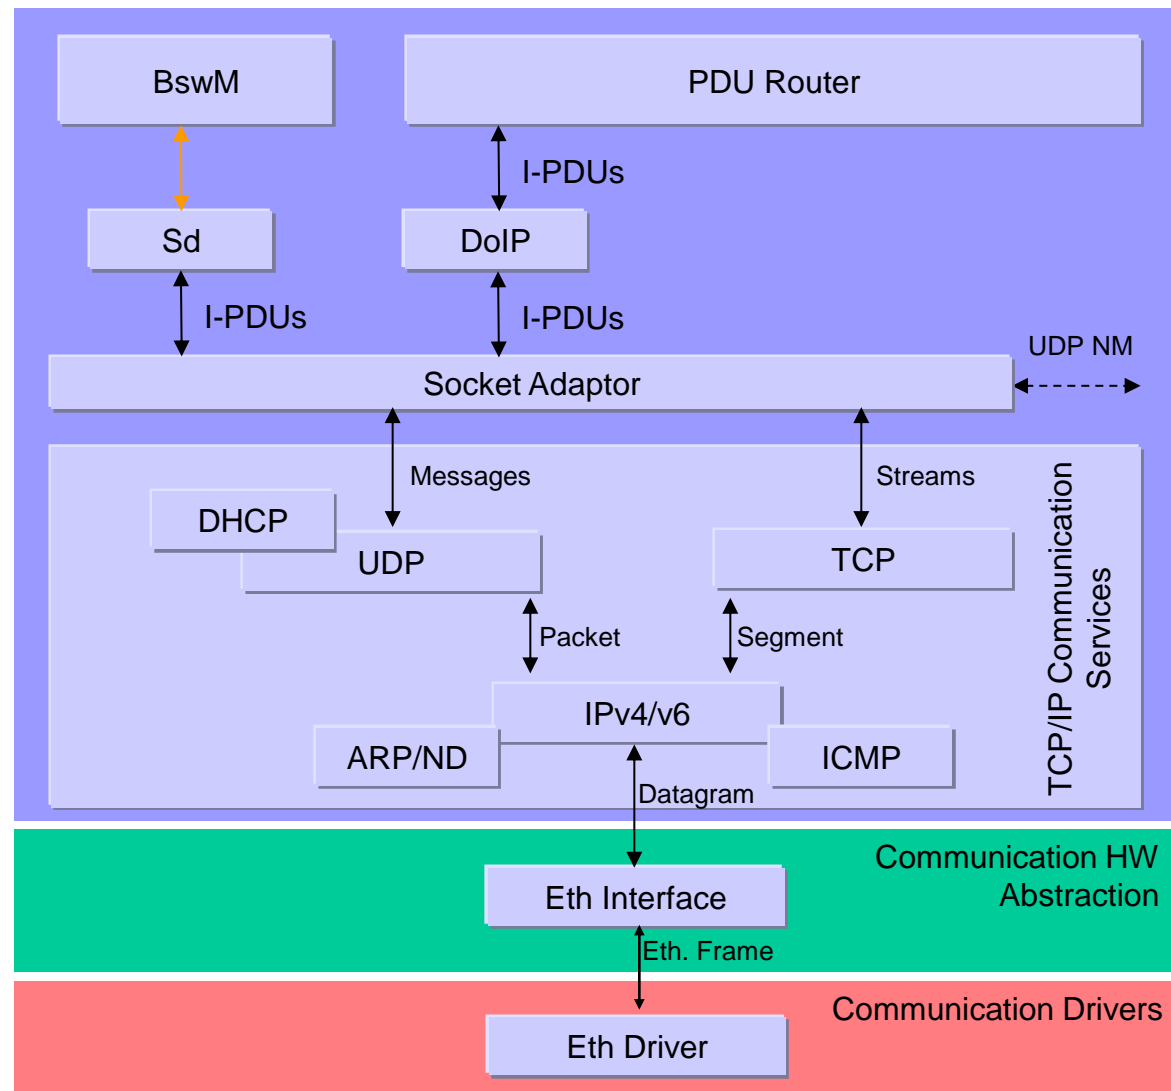 BswM
PDU Router
I-PDUs
Sd
DoIP
I-PDUs
I-PDUs
UDP NM
Socket Adaptor
Messages
Streams
DHCP
UDP
TCP
Packet
Segment
IPv4/v6
ARP/ND
ICMP
Datagram
TCP/IP Communication
Services
Communication HW
Abstraction
Eth Interface
Eth. Frame
Communication Drivers
Eth Driver